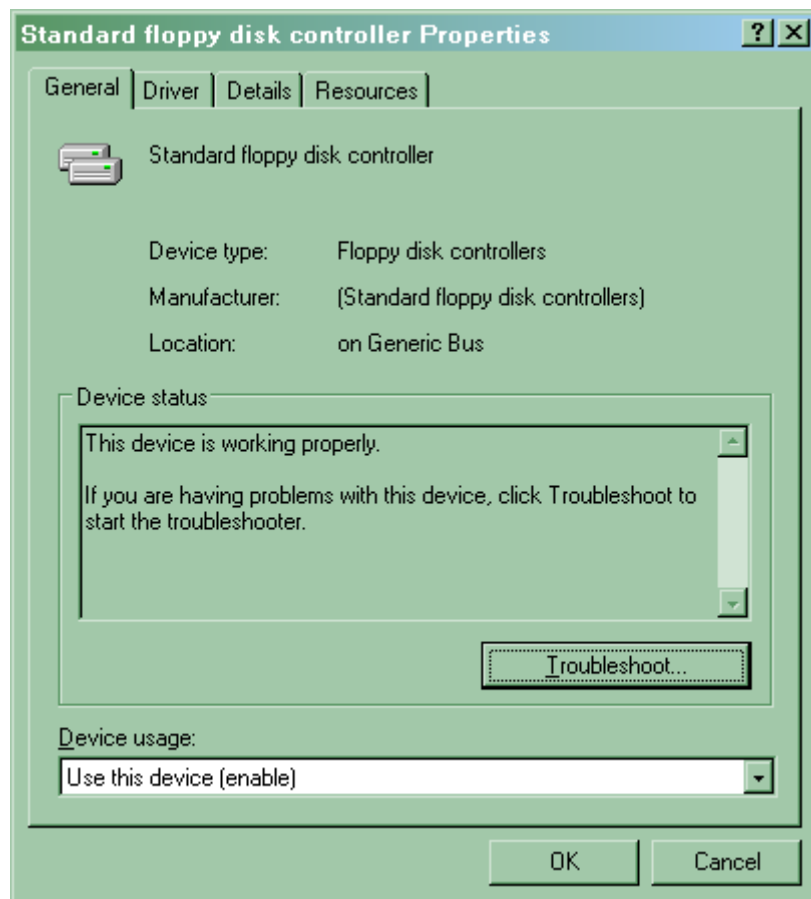 Standard floppy disk controller Properties
General Driver Details Resources
Standard floppy disk controller
Device type: Floppy disk controllers
Manufacturer: (Standard floppy disk controllers)
Location: on Generic Bus
Device status
This device is working properly.
If you are having problems with this device, click Troubleshoot to
start the troubleshooter.
Troubleshoot...
Device usage:
Use this device (enable)
OK Cancel